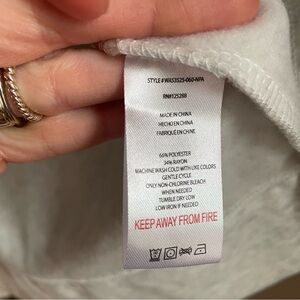 STYLE#WAS3525-060-AIPA
RN#125288
MADE IN CHINA
HECHO EN CHINA
FABRIQUÉ EN CHINE
66% POLYESTER
34% RAYON
MACHINE WASH COLD WITH LIKE COLORS
GENTLE CYCLE
ONLY NON-CHLORINE BLEACH
WHEN NEEDED
TUMBLE DRY LOW
LOW IRON IF NEEDED
KEEP AWAY FROM FIRE